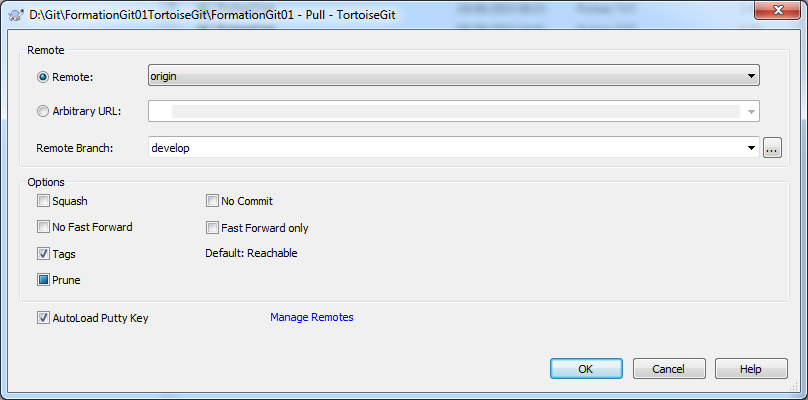 D:\Git\FormationGit01TortoiseGit\FormationGit01 - Pull - TortoiseGit
Remote
Remote: origin
Arbitrary URL:
Remote Branch: develop ...
Options
Squash No Commit
No Fast Forward Fast Forward only
Tags Default: Reachable
Prune
AutoLoad Putty Key Manage Remotes
OK Cancel Help